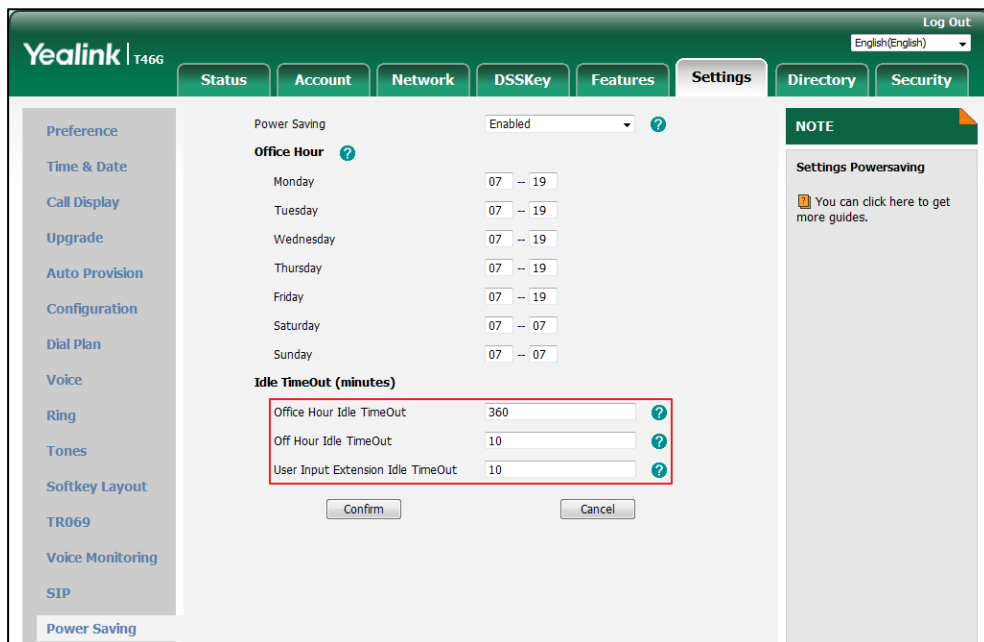 Log Out
English(English)
Yealink T46G
Status Account Network DSSKey Features Settings Directory Security
Preference
Time & Date
Call Display
Upgrade
Auto Provision
Configuration
Dial Plan
Voice
Ring
Tones
Softkey Layout
TR069
Voice Monitoring
SIP
Power Saving
Power Saving Enabled ?
Office Hour ?
Monday 07 -- 19
Tuesday 07 -- 19
Wednesday 07 -- 19
Thursday 07 -- 19
Friday 07 -- 19
Saturday 07 -- 07
Sunday 07 -- 07
Idle TimeOut (minutes)
Office Hour Idle TimeOut 360 ?
Off Hour Idle TimeOut 10 ?
User Input Extension Idle TimeOut 10 ?
Confirm Cancel
NOTE
Settings Powersaving
? You can click here to get
more guides.